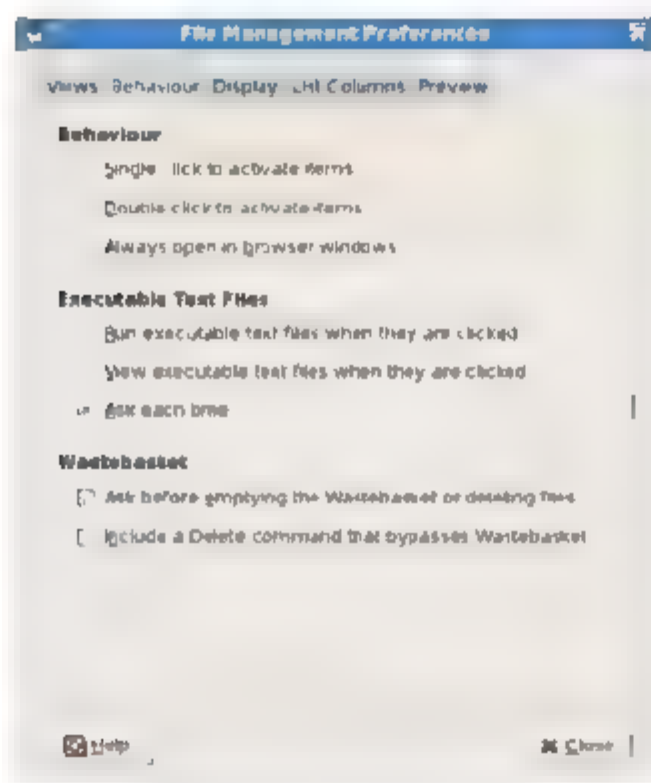 File Management Preferences
Views Behaviour Display List Columns Preview
Behaviour
Single click to activate items
Double click to activate items
Always open in browser windows
Executable Text Files
Run executable text files when they are clicked
View executable text files when they are clicked
Ask each time
Wastebasket
Ask before emptying the Wastebasket or deleting files
Include a Delete command that bypasses Wastebasket
Help Close